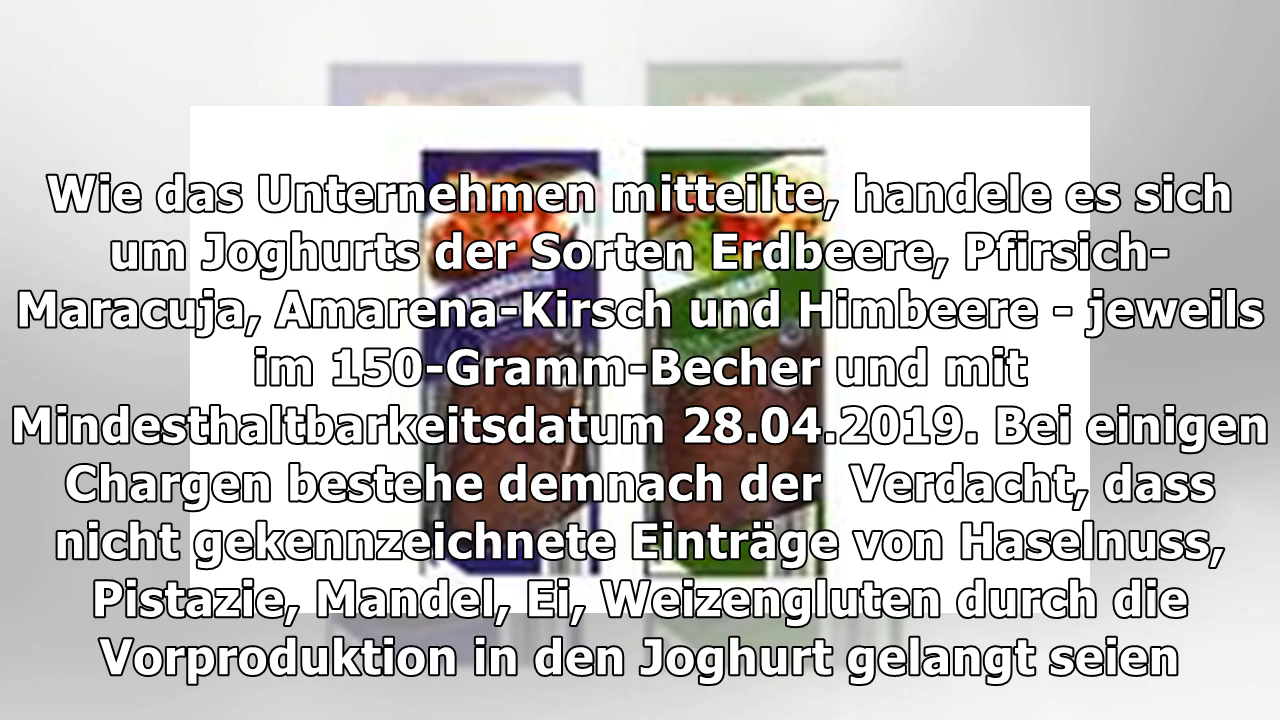 Wie das Unternehmen mitteilte, handele es sich
um Joghurts der Sorten Erdbeere, Pfirsich-
Maracuja, Amarena-Kirsch und Himbeere - jeweils
im 150-Gramm-Becher und mit
Mindesthaltbarkeitsdatum 28.04.2019. Bei einigen
Chargen bestehe demnach der  Verdacht, dass
nicht gekennzeichnete Einträge von Haselnuss,
Pistazie, Mandel, Ei, Weizengluten durch die
Vorproduktion in den Joghurt gelangt seien